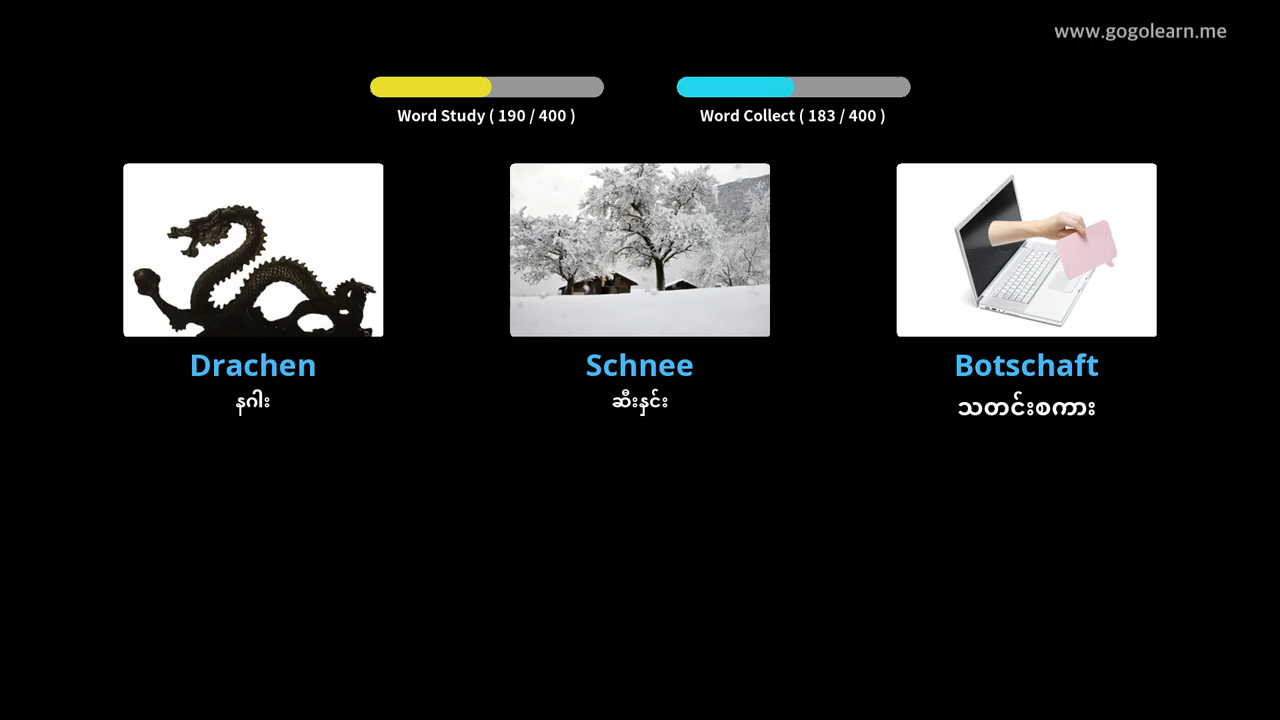 www.gogolearn.me
Word Study ( 190 / 400 )
Word Collect ( 183 / 400 )
Drachen
Schnee
Botschaft
နဂါး
ဆီးနှင်း
သတင်းစကား